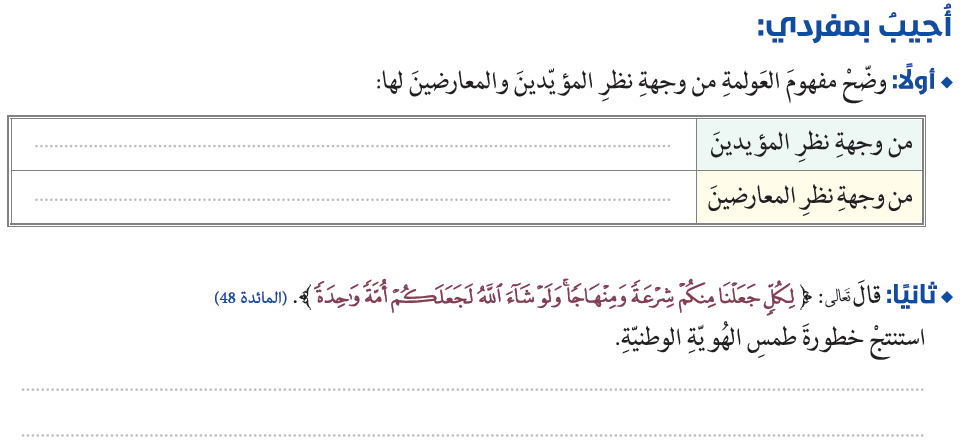 أُجيبُ بمفردي:
أولًا: وضّحْ مفهومَ العَولمةِ من وجهةِ نظرِ المؤيّدينَ والمعارضينَ لها:
من وجهةِ نظرِ المؤيدينَ
من وجهةِ نظرِ المعارضينَ
ثانيًا: قالَ تَعَالى: ﴿لِكُلٍّ جَعَلْنَا مِنكُمْ شِرْعَةً وَمِنْهَاجًا ۚ وَلَوْ شَاءَ اللَّهُ لَجَعَلَكُمْ أُمَّةً وَاحِدَةً﴾. (المائدة 48)
استنتجْ خطورةَ طمسِ الهُويّةِ الوطنيّةِ.